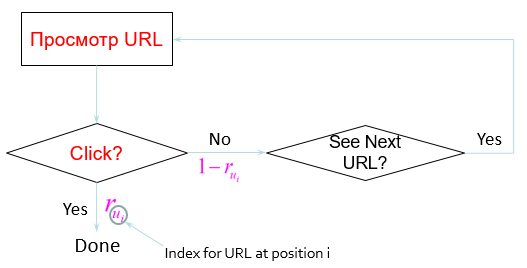 Просмотр URL
Click?
No
1 − r_{u_i}
See Next
URL?
Yes
Yes
r_{u_i}
Done
Index for URL at position i